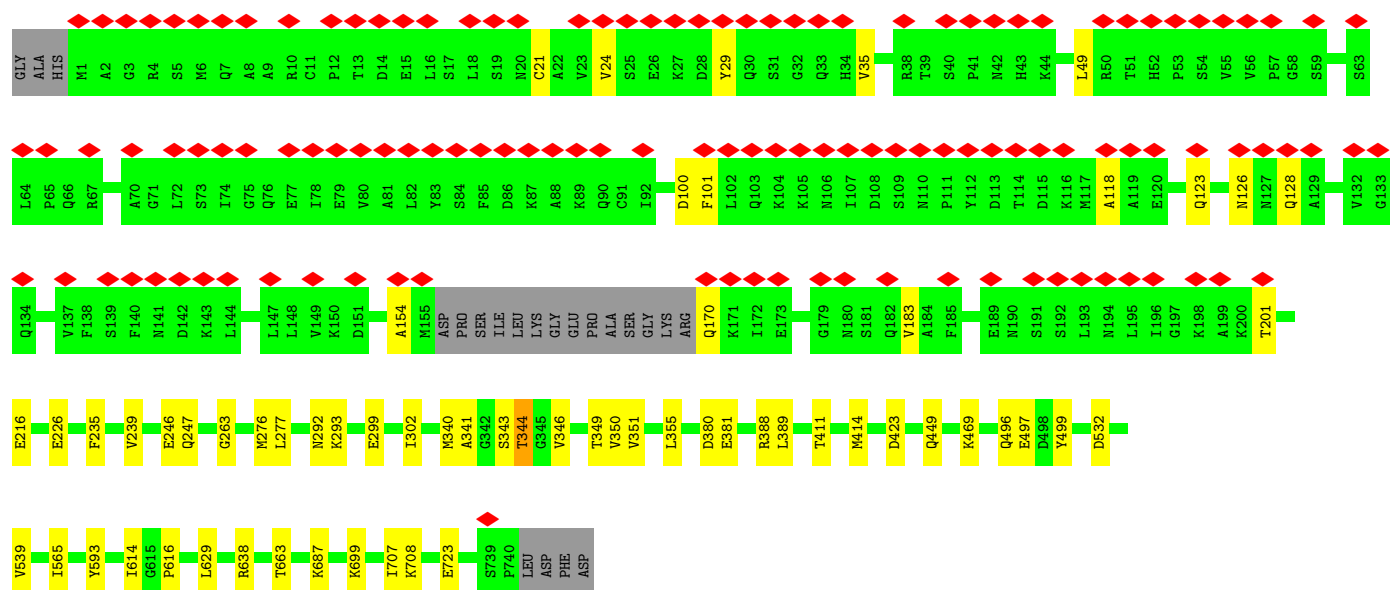 GLY ALA HIS M1 A2 G3 R4 S5 M6 Q7 A8 A9 R10 C11 P12 T13 D14 E15 L16 S17 L18 S19 N20 C21 A22 V23 V24 S25 E26 K27 D28 Y29 Q30 S31 G32 Q33 H34 V35 R38 T39 S40 P41 N42 H43 K44 L49 R50 T51 H52 P53 S54 V55 V56 P57 G58 S59 S63
L64 P65 Q66 R67 A70 G71 L72 S73 I74 G75 Q76 E77 I78 E79 V80 A81 L82 Y83 S84 F85 D86 K87 A88 K89 Q90 C91 I92 D100 F101 L102 Q103 K104 K105 N106 I107 D108 S109 N110 P111 Y112 D113 T114 D115 K116 M117 A118 A119 E120 Q123 N126 N127 Q128 A129 V132 G133
Q134 V137 F138 S139 F140 N141 D142 K143 L144 L147 L148 V149 K150 D151 A154 M155 ASP PRO SER ILE LEU LYS GLY GLU PRO ALA SER GLY LYS ARG Q170 K171 I172 E173 G179 N180 S181 Q182 V183 A184 F185 E189 N190 S191 S192 L193 N194 L195 I196 G197 K198 A199 K200 T201
E216 E226 F235 V239 E246 Q247 G263 M276 L277 N292 K293 E299 I302 M340 A341 G342 S343 T344 G345 V346 T349 V350 V351 L355 D380 E381 R388 L389 T411 M414 D423 Q449 K469 Q496 E497 D498 Y499 D532
V539 I565 Y593 I614 G615 P616 L629 R638 T663 K687 K699 I707 K708 E723 S739 P740 LEU ASP PHE ASP